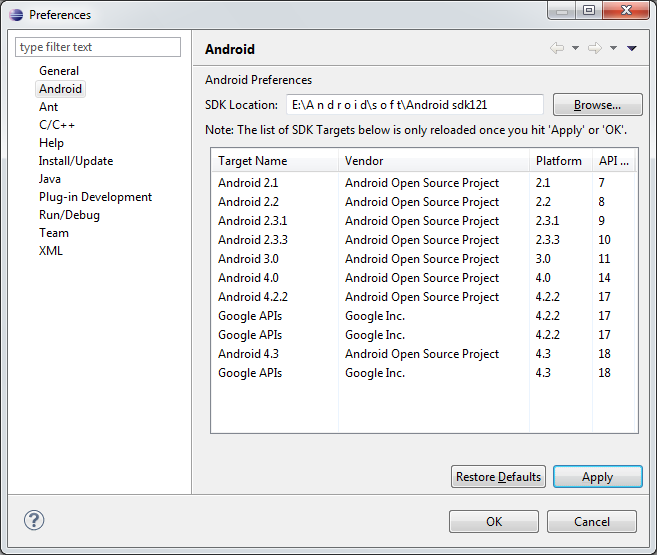 Preferences
type filter text
General
Android
Ant
C/C++
Help
Install/Update
Java
Plug-in Development
Run/Debug
Team
XML
Android
Android Preferences
SDK Location: E:\A n d r o i d\s o f t\Android sdk121 Browse...
Note: The list of SDK Targets below is only reloaded once you hit 'Apply' or 'OK'.
Target Name Vendor Platform API ...
Android 2.1 Android Open Source Project 2.1 7
Android 2.2 Android Open Source Project 2.2 8
Android 2.3.1 Android Open Source Project 2.3.1 9
Android 2.3.3 Android Open Source Project 2.3.3 10
Android 3.0 Android Open Source Project 3.0 11
Android 4.0 Android Open Source Project 4.0 14
Android 4.2.2 Android Open Source Project 4.2.2 17
Google APIs Google Inc. 4.2.2 17
Google APIs Google Inc. 4.2.2 17
Android 4.3 Android Open Source Project 4.3 18
Google APIs Google Inc. 4.3 18
Restore Defaults Apply
? OK Cancel